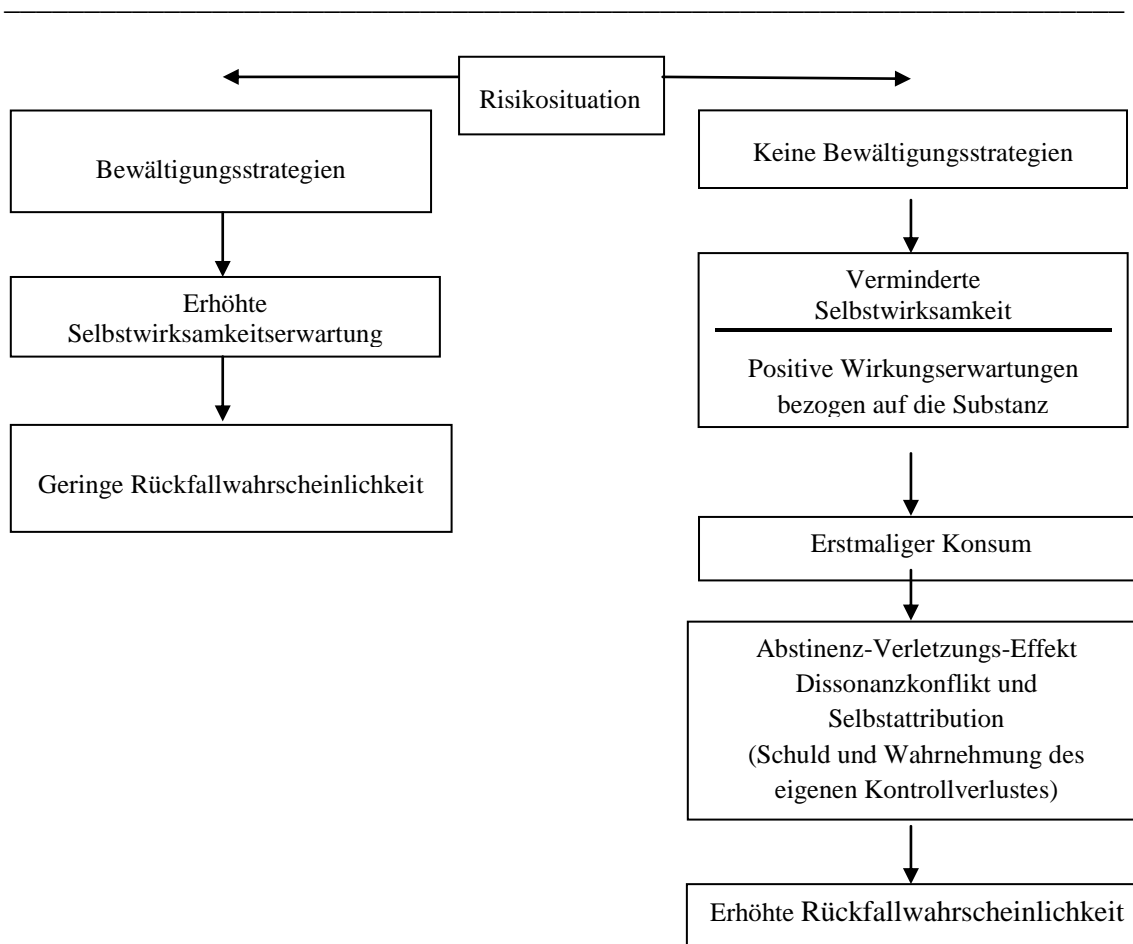 Risikosituation
Bewältigungsstrategien
Erhöhte
Selbstwirksamkeitserwartung
Geringe Rückfallwahrscheinlichkeit
Keine Bewältigungsstrategien
Verminderte
Selbstwirksamkeit
Positive Wirkungserwartungen
bezogen auf die Substanz
Erstmaliger Konsum
Abstinenz-Verletzungs-Effekt
Dissonanzkonflikt und
Selbstattribution
(Schuld und Wahrnehmung des
eigenen Kontrollverlustes)
Erhöhte Rückfallwahrscheinlichkeit